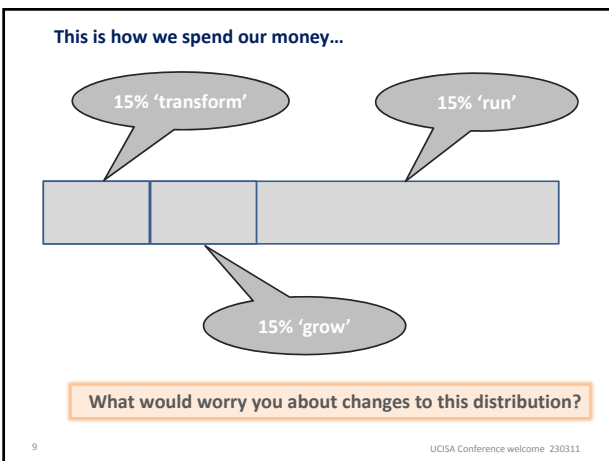 This is how we spend our money…
15% ‘transform’
15% ‘run’
15% ‘grow’
What would worry you about changes to this distribution?
9
UCISA Conference welcome 230311